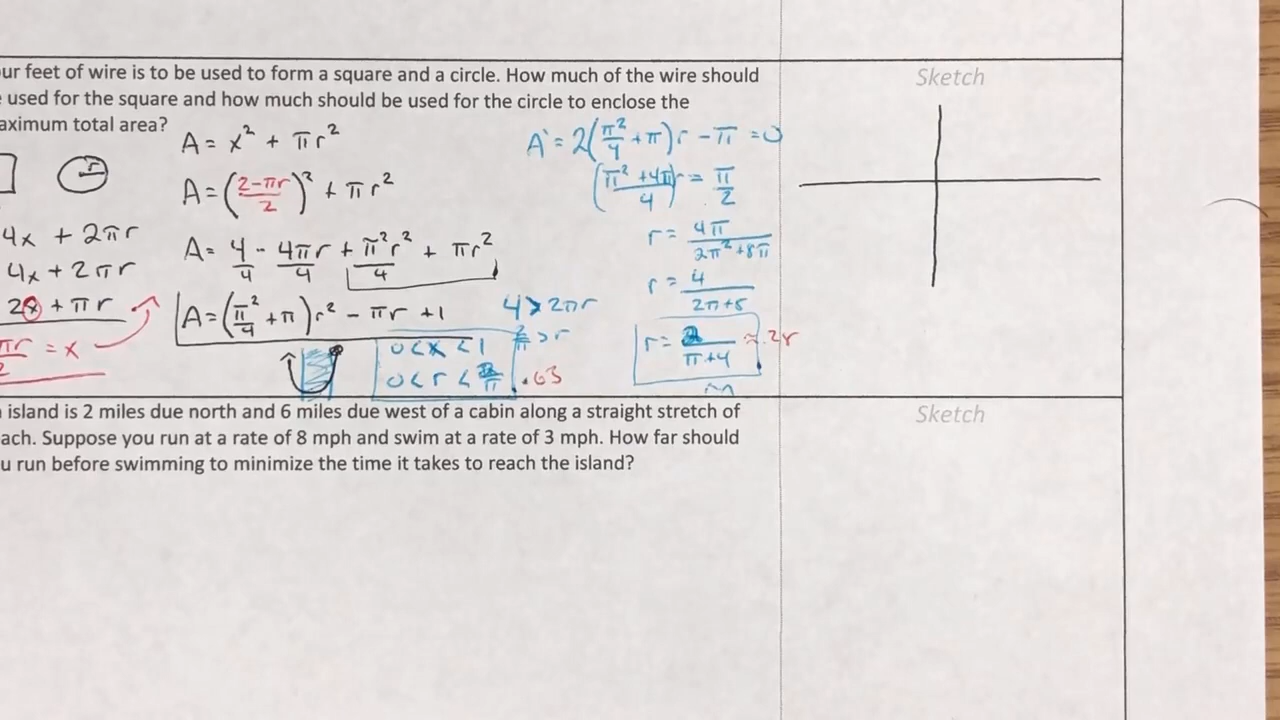 ur feet of wire is to be used to form a square and a circle. How much of the wire should
used for the square and how much should be used for the circle to enclose the
aximum total area?
Sketch
A = x² + πr²
A = (2-πr/2)² + πr²
A = 4/4 - 4πr/4 + π²r²/4 + πr²
A = (π²/4 + π)r² - πr + 1
r
4x + 2πr
4x + 2πr
2x + πr
πr/2 = x
0 < x < 1
4 > 2πr
2/π > r
.63
A' = 2(π²/4 + π)r - π = 0
(π² + 4π/4)r = π/2
r = 4π/2π²+8π
r = 4/2π+8
r = 2/π+4
island is 2 miles due north and 6 miles due west of a cabin along a straight stretch of
ach. Suppose you run at a rate of 8 mph and swim at a rate of 3 mph. How far should
u run before swimming to minimize the time it takes to reach the island?
Sketch